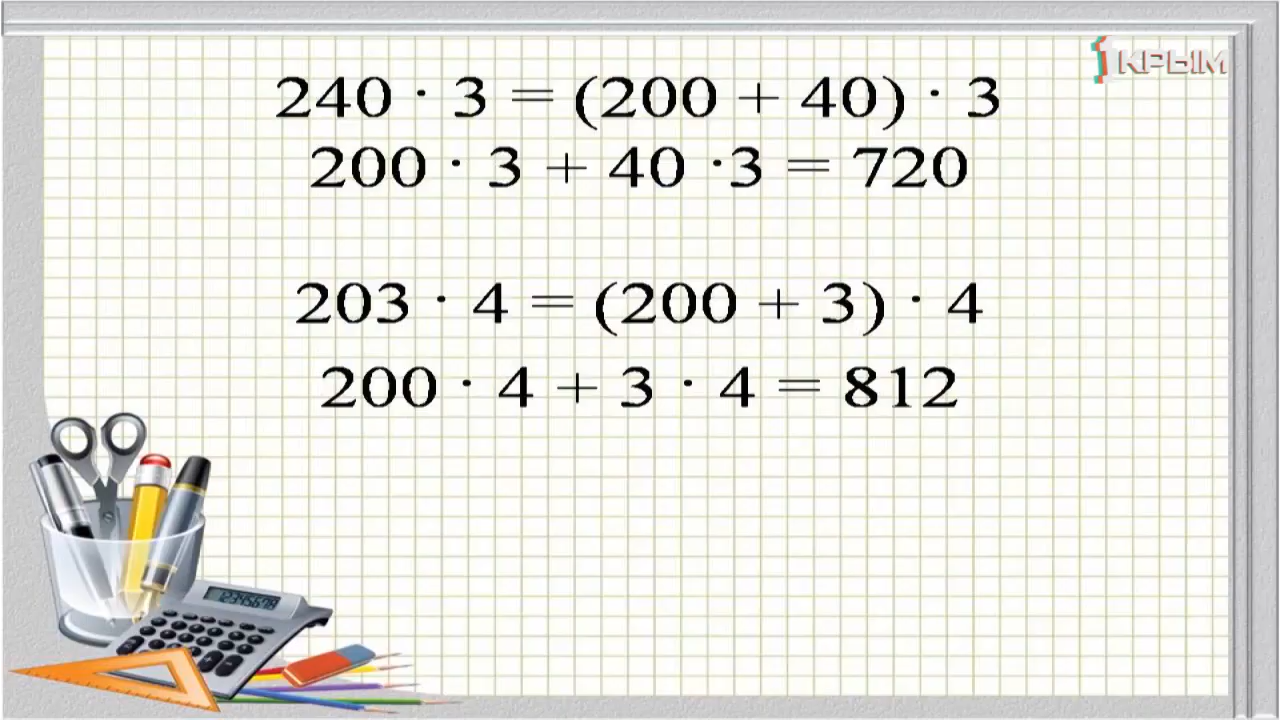 1 КРЫМ
240 · 3 = (200 + 40) · 3
200 · 3 + 40 ·3 = 720
203 · 4 = (200 + 3) · 4
200 · 4 + 3 · 4 = 812
12345678